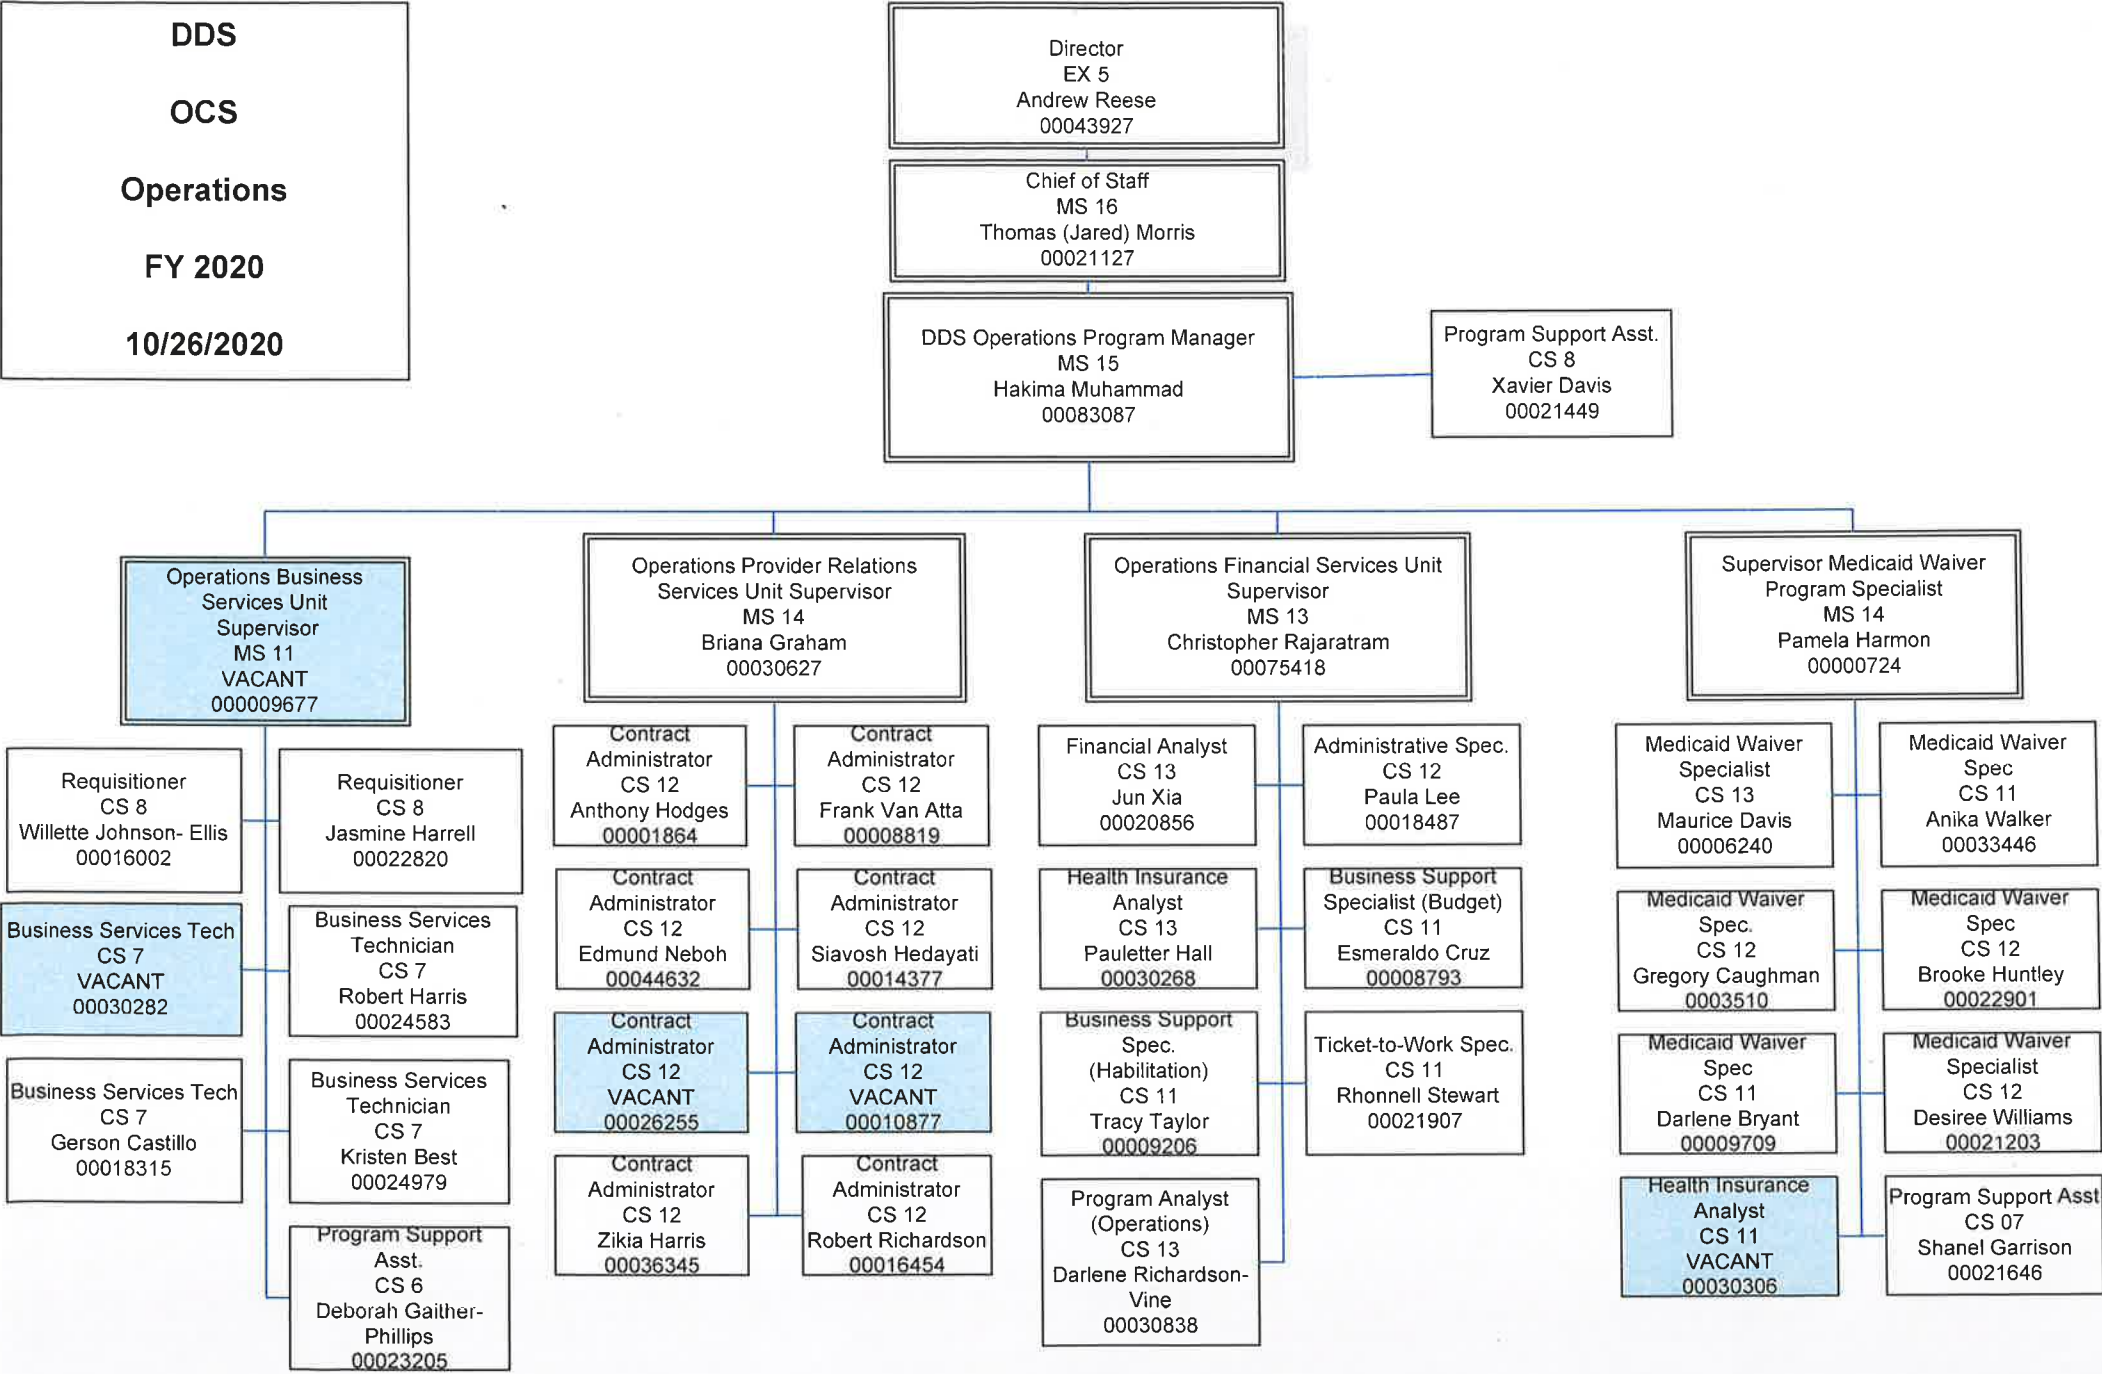 DDS
OCS
Operations
FY 2020
10/26/2020
Director
EX 5
Andrew Reese
00043927
Chief of Staff
MS 16
Thomas (Jared) Morris
00021127
DDS Operations Program Manager
MS 15
Hakima Muhammad
00083087
Program Support Asst.
CS 8
Xavier Davis
00021449
Operations Business
Services Unit
Supervisor
MS 11
VACANT
000009677
Operations Provider Relations
Services Unit Supervisor
MS 14
Briana Graham
00030627
Operations Financial Services Unit
Supervisor
MS 13
Christopher Rajaratram
00075418
Supervisor Medicaid Waiver
Program Specialist
MS 14
Pamela Harmon
00000724
Requisitioner
CS 8
Willette Johnson- Ellis
00016002
Requisitioner
CS 8
Jasmine Harrell
00022820
Business Services Tech
CS 7
VACANT
00030282
Business Services
Technician
CS 7
Robert Harris
00024583
Business Services Tech
CS 7
Gerson Castillo
00018315
Business Services
Technician
CS 7
Kristen Best
00024979
Program Support
Asst.
CS 6
Deborah Gaither-
Phillips
00023205
Contract
Administrator
CS 12
Anthony Hodges
00001864
Contract
Administrator
CS 12
Frank Van Atta
00008819
Contract
Administrator
CS 12
Edmund Neboh
00044632
Contract
Administrator
CS 12
Siavosh Hedayati
00014377
Contract
Administrator
CS 12
VACANT
00026255
Contract
Administrator
CS 12
VACANT
00010877
Contract
Administrator
CS 12
Zikia Harris
00036345
Contract
Administrator
CS 12
Robert Richardson
00016454
Financial Analyst
CS 13
Jun Xia
00020856
Administrative Spec.
CS 12
Paula Lee
00018487
Health Insurance
Analyst
CS 13
Pauletter Hall
00030268
Business Support
Specialist (Budget)
CS 11
Esmeraldo Cruz
00008793
Business Support
Spec.
(Habilitation)
CS 11
Tracy Taylor
00009206
Ticket-to-Work Spec.
CS 11
Rhonnell Stewart
00021907
Program Analyst
(Operations)
CS 13
Darlene Richardson-
Vine
00030838
Medicaid Waiver
Specialist
CS 13
Maurice Davis
00006240
Medicaid Waiver
Spec
CS 11
Anika Walker
00033446
Medicaid Waiver
Spec.
CS 12
Gregory Caughman
0003510
Medicaid Waiver
Spec
CS 12
Brooke Huntley
00022901
Medicaid Waiver
Spec
CS 11
Darlene Bryant
00009709
Medicaid Waiver
Specialist
CS 12
Desiree Williams
00021203
Health Insurance
Analyst
CS 11
VACANT
00030306
Program Support Asst
CS 07
Shanel Garrison
00021646